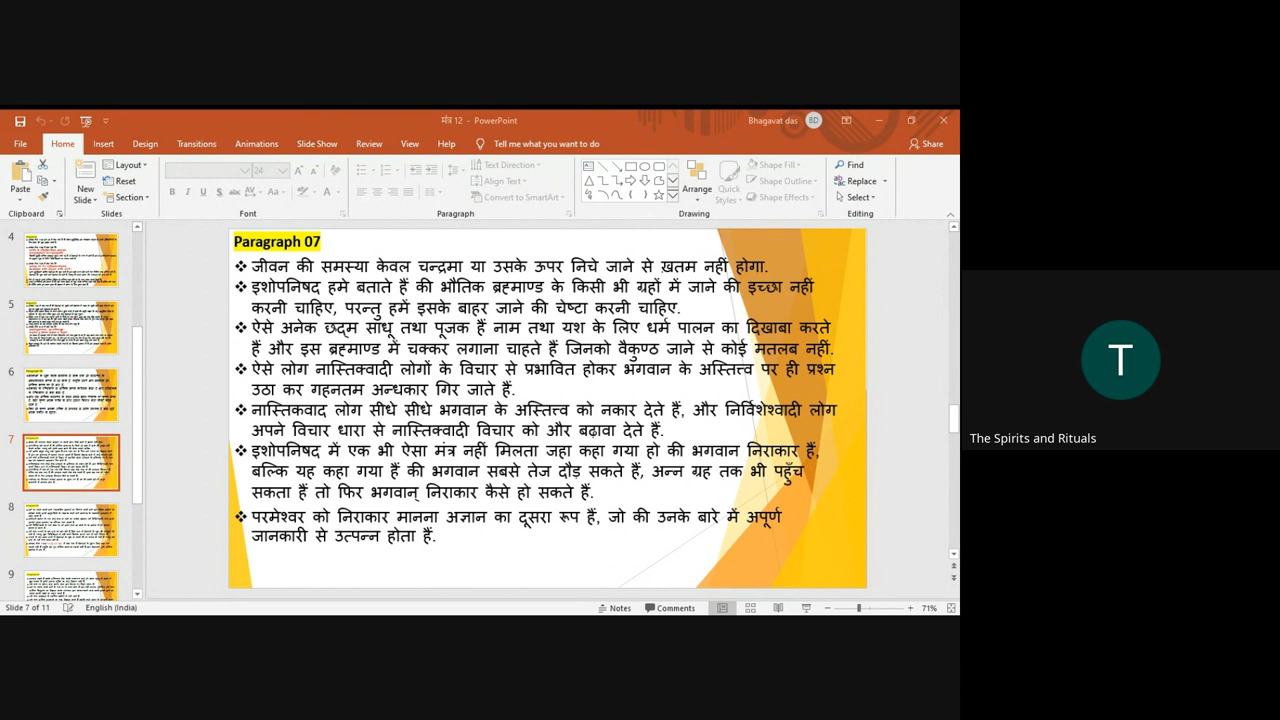 मंत्र 12 - PowerPoint
Bhagavat das
BD
File
Home
Insert
Design
Transitions
Animations
Slide Show
Review
View
Help
Tell me what you want to do
Share
Paste
Clipboard
New
Slide
Layout
Reset
Section
Slides
24
Font
Text Direction
Align Text
Convert to SmartArt
Paragraph
Arrange
Quick
Styles
Shape Fill
Shape Outline
Shape Effects
Drawing
Find
Replace
Select
Editing
4
5
6
7
8
9
Paragraph 07
❖ जीवन की समस्या केवल चन्द्रमा या उसके ऊपर निचे जाने से ख़तम नहीं होगा.
❖ इशोपनिषद हमे बताते हैं की भौतिक ब्रह्माण्ड के किसी भी ग्रहों में जाने की इच्छा नहीं
करनी चाहिए, परन्तु हमें इसके बाहर जाने की चेष्टा करनी चाहिए.
❖ ऐसे अनेक छद्म साधू तथा पूजक हैं नाम तथा यश के लिए धर्म पालन का दिखाबा करते
हैं और इस ब्रह्माण्ड में चक्कर लगाना चाहते हैं जिनको वैकुण्ठ जाने से कोई मतलब नहीं.
❖ ऐसे लोग नास्तिक्वादी लोगों के विचार से प्रभावित होकर भगवान के अस्तित्त्व पर ही प्रश्न
उठा कर गहनतम अन्धकार गिर जाते हैं.
❖ नास्तिकवाद लोग सीधे सीधे भगवान के अस्तित्त्व को नकार देते हैं, और निर्विशेश्वादी लोग
अपने विचार धारा से नास्तिक्वादी विचार को और बढ़ावा देते हैं.
❖ इशोपनिषद में एक भी ऐसा मंत्र नहीं मिलता जहा कहा गया हो की भगवान निराकार हैं,
बल्कि यह कहा गया हैं की भगवान सबसे तेज दौड़ सकते हैं, अन्न ग्रह तक भी पहुँच
सकता हैं तो फिर भगवान् निराकार कैसे हो सकते हैं.
❖ परमेश्वर को निराकार मानना अज्ञान का दूसरा रूप हैं, जो की उनके बारे में अपूर्ण
जानकारी से उत्पन्न होता हैं.
T
The Spirits and Rituals
Slide 7 of 11
English (India)
Notes
Comments
71%